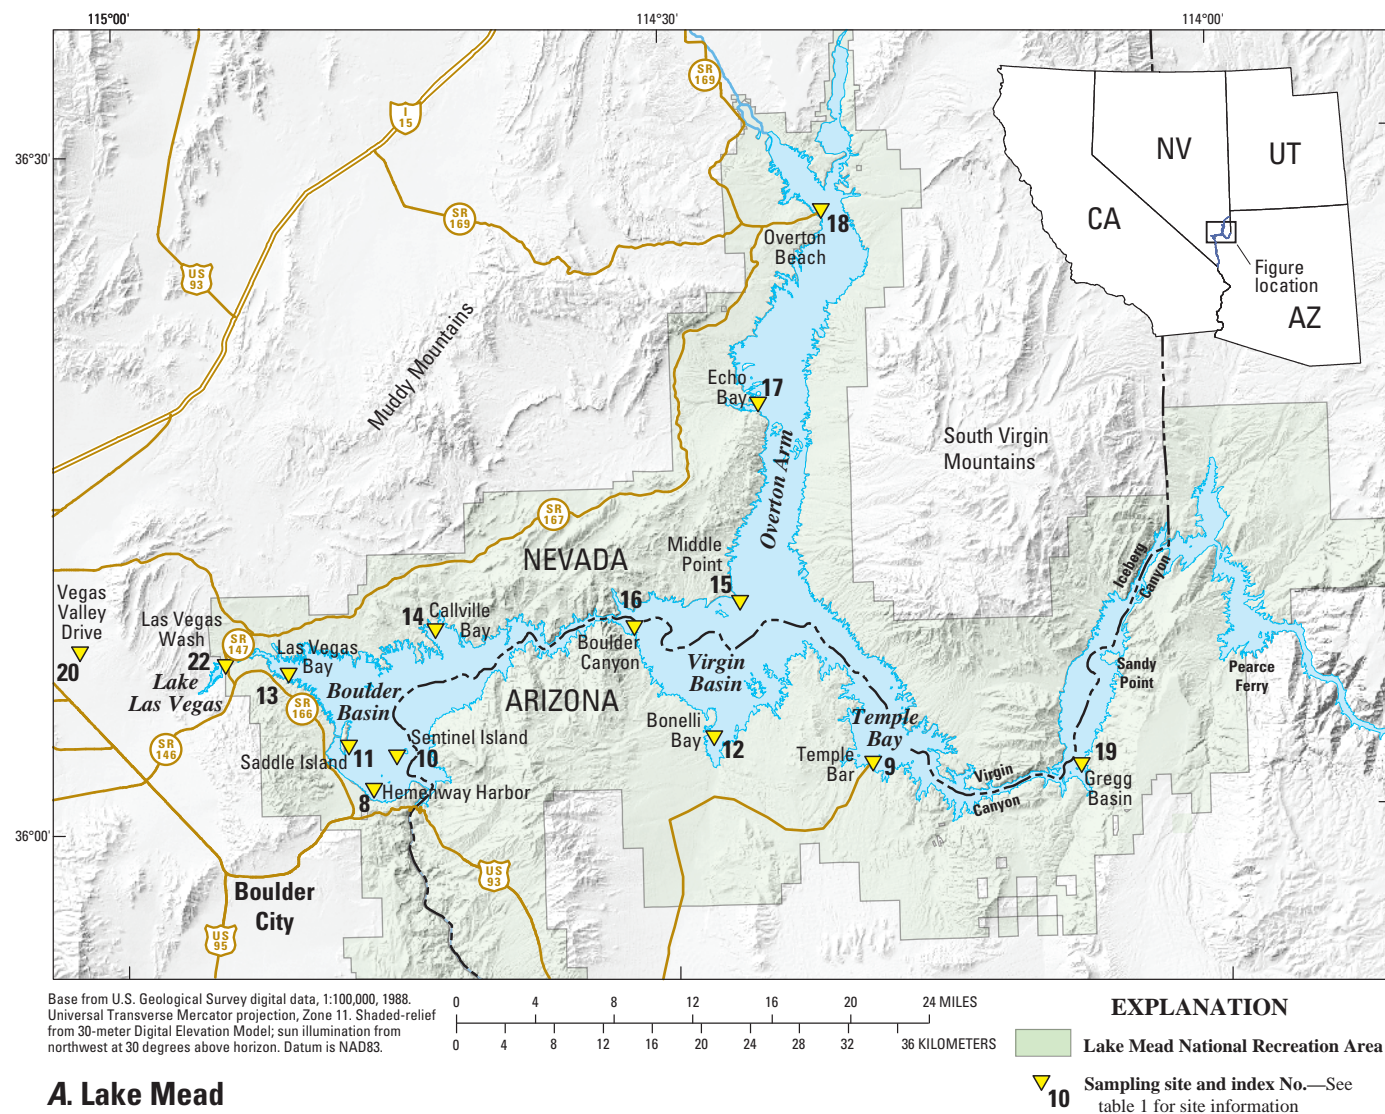 115°00'
114°30'
114°00'
36°30'
36°00'
SR
169
I
15
SR
169
US
93
NV
UT
CA
AZ
Figure
location
18
Overton
Beach
Muddy Mountains
Echo
Bay
17
South Virgin
Mountains
Overton Arm
SR
167
NEVADA
Middle
Point
15
Iceberg
Canyon
Vegas
Valley
Drive
20
Las Vegas
Wash
22
SR
147
Lake
Las Vegas
Las Vegas
Bay
13
14
Callville
Bay
16
Boulder
Canyon
Virgin
Basin
Sandy
Point
Pearce
Ferry
Boulder
Basin
ARIZONA
SR
166
SR
146
Saddle Island
11
Sentinel Island
10
8
Hemenway Harbor
Bonelli
Bay
12
Temple
Bay
Temple
Bar
9
Virgin
Canyon
19
Gregg
Basin
US
93
Boulder
City
US
95
Base from U.S. Geological Survey digital data, 1:100,000, 1988.
Universal Transverse Mercator projection, Zone 11. Shaded-relief
from 30-meter Digital Elevation Model; sun illumination from
northwest at 30 degrees above horizon. Datum is NAD83.
0 4 8 12 16 20 24 MILES
0 4 8 12 16 20 24 28 32 36 KILOMETERS
EXPLANATION
Lake Mead National Recreation Area
10 Sampling site and index No.—See
table 1 for site information
A. Lake Mead